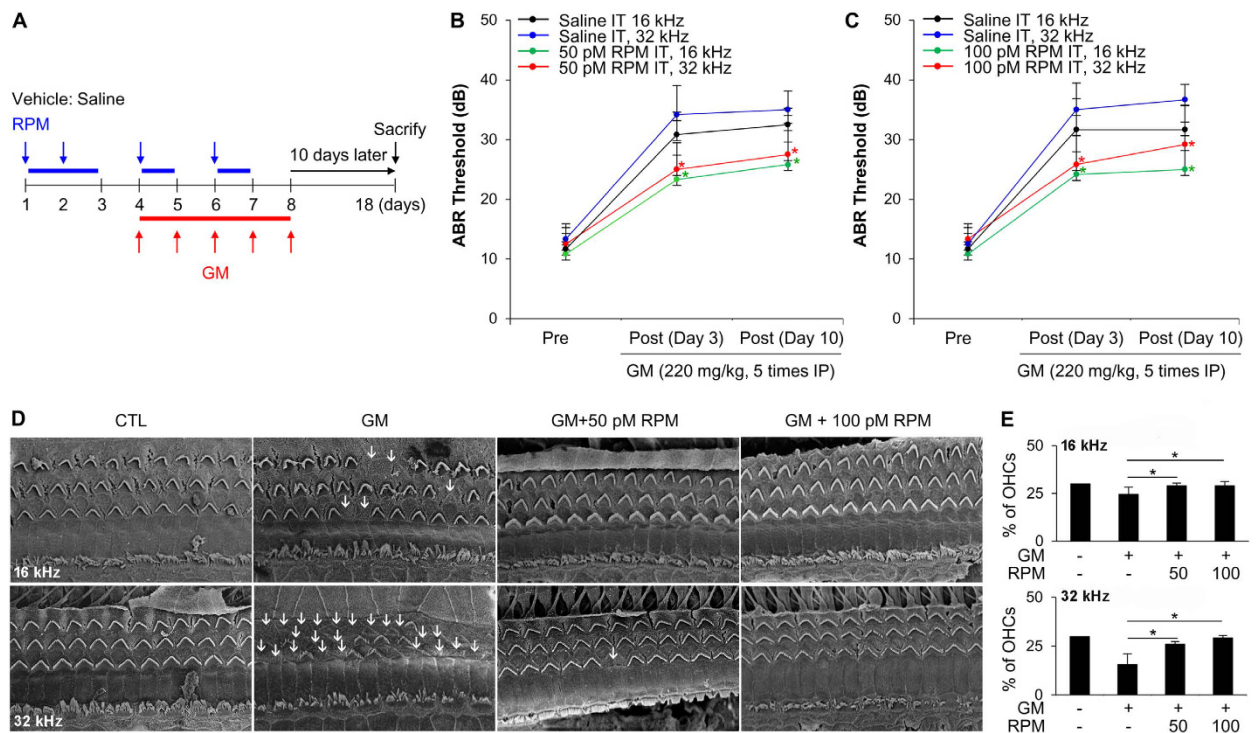 A
Vehicle: Saline
RPM
Sacrify
10 days later
1 2 3 4 5 6 7 8 18 (days)
GM
B
Saline IT 16 kHz
Saline IT, 32 kHz
50 pM RPM IT, 16 kHz
50 pM RPM IT, 32 kHz
ABR Threshold (dB)
50
40
30
20
10
0
* * * *
Pre Post (Day 3) Post (Day 10)
GM (220 mg/kg, 5 times IP)
C
Saline IT 16 kHz
Saline IT, 32 kHz
100 pM RPM IT, 16 kHz
100 pM RPM IT, 32 kHz
ABR Threshold (dB)
50
40
30
20
10
0
* * * *
Pre Post (Day 3) Post (Day 10)
GM (220 mg/kg, 5 times IP)
D
CTL GM GM+50 pM RPM GM + 100 pM RPM
16 kHz
32 kHz
E
16 kHz
% of OHCs
50
25
0
* *
GM - + + +
RPM - - 50 100
32 kHz
% of OHCs
50
25
0
* *
GM - + + +
RPM - - 50 100